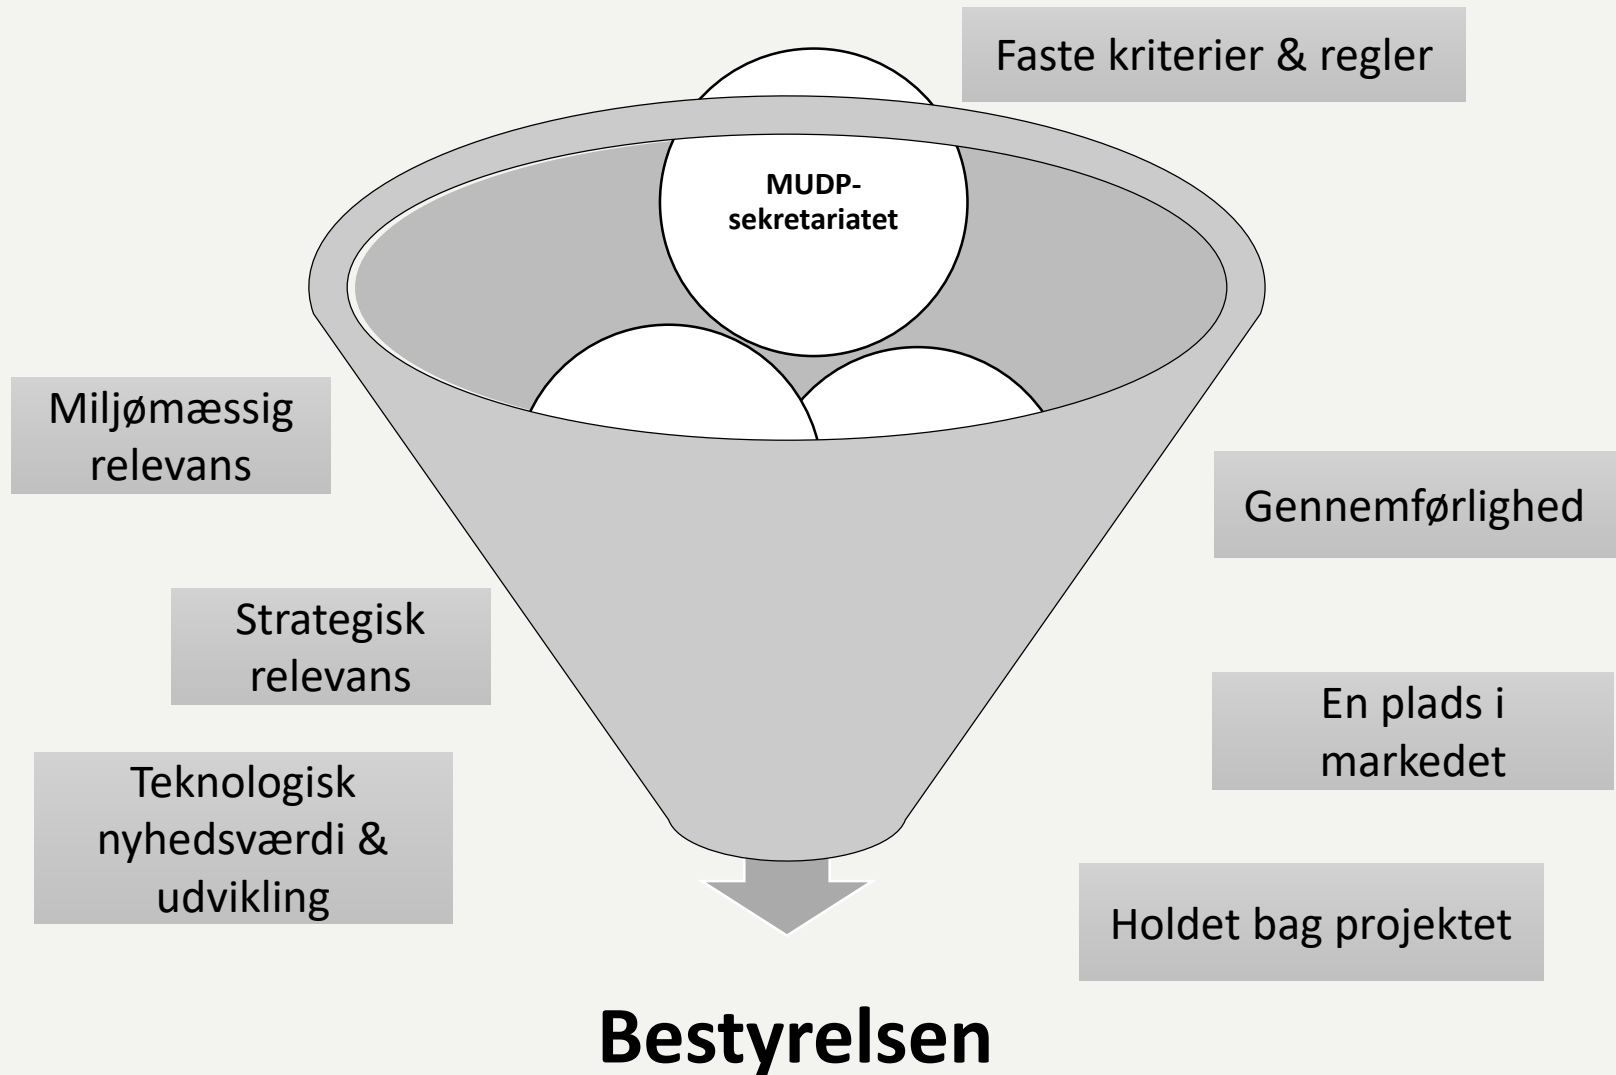 Faste kriterier & regler
MUDP-
sekretariatet
Miljømæssig
relevans
Gennemførlighed
Strategisk
relevans
En plads i
markedet
Teknologisk
nyhedsværdi &
udvikling
Holdet bag projektet
Bestyrelsen